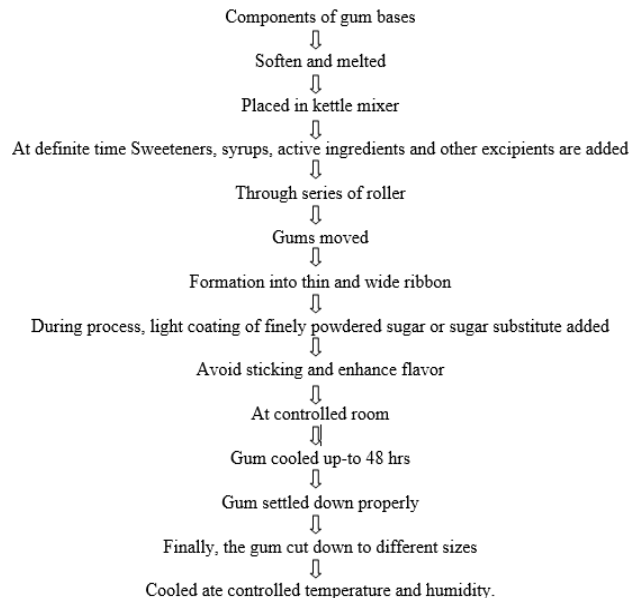 Components of gum bases
Soften and melted
Placed in kettle mixer
At definite time Sweeteners, syrups, active ingredients and other excipients are added
Through series of roller
Gums moved
Formation into thin and wide ribbon
During process, light coating of finely powdered sugar or sugar substitute added
Avoid sticking and enhance flavor
At controlled room
Gum cooled up-to 48 hrs
Gum settled down properly
Finally, the gum cut down to different sizes
Cooled ate controlled temperature and humidity.